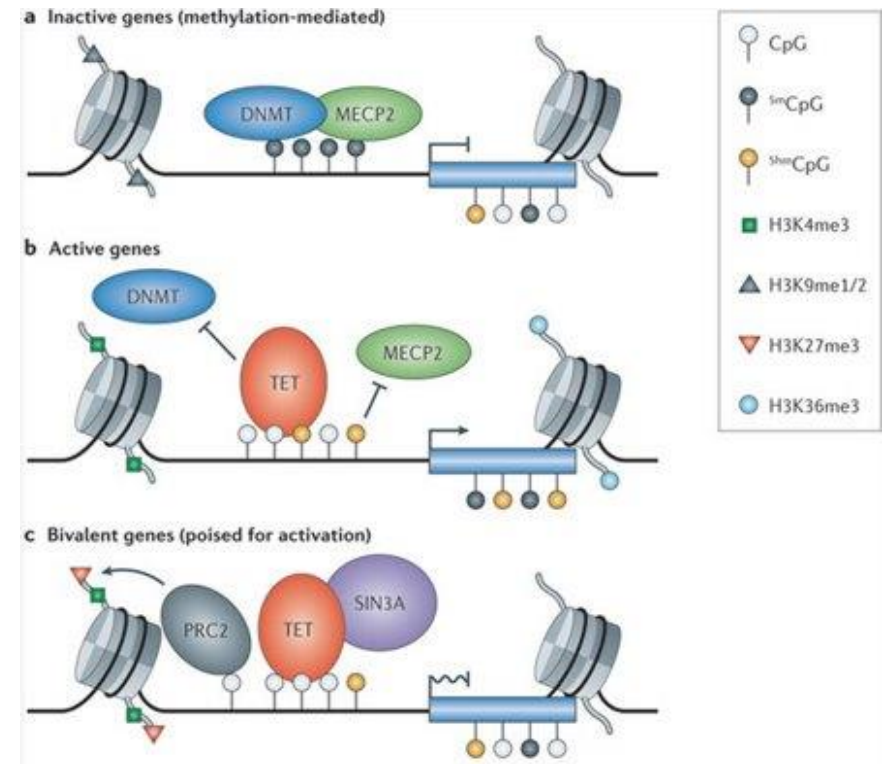 a Inactive genes (methylation-mediated)
DNMT
MECP2
b Active genes
DNMT
TET
MECP2
c Bivalent genes (poised for activation)
PRC2
TET
SIN3A
CpG
5mCpG
5hmCpG
H3K4me3
H3K9me1/2
H3K27me3
H3K36me3